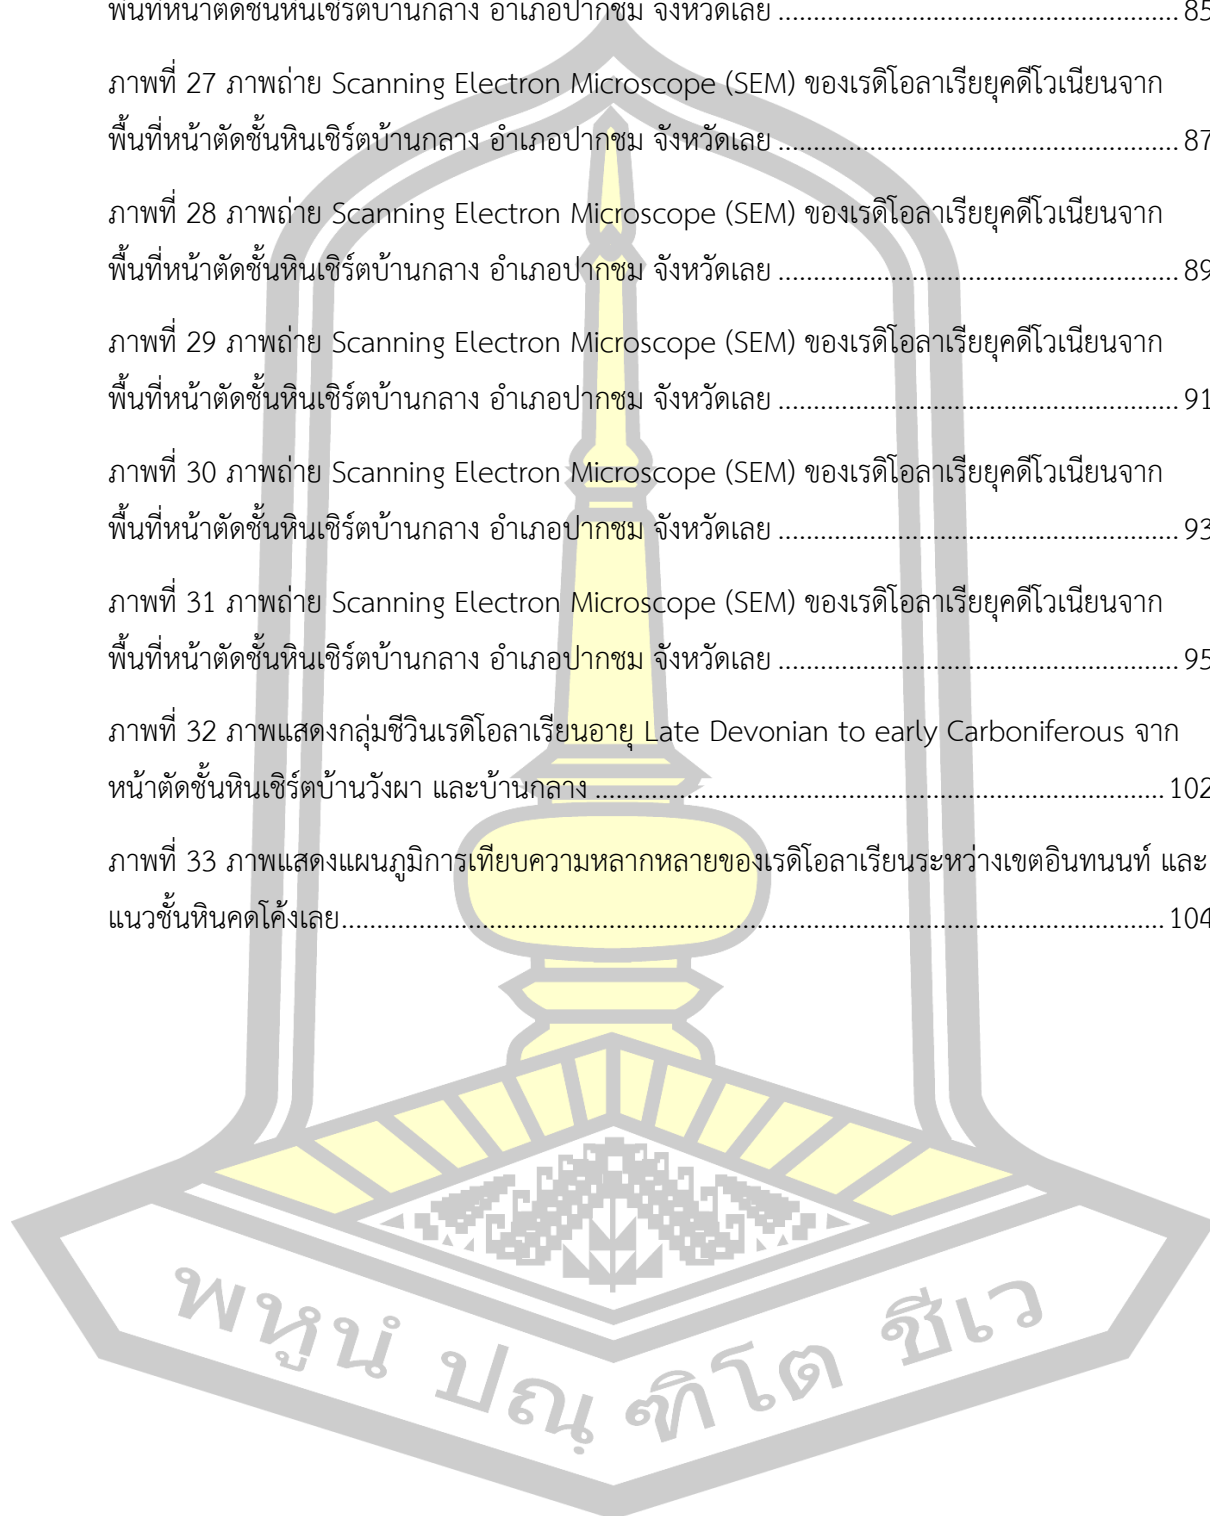 พื้นที่หน้าตัดชั้นหินเชิร์ตบ้านกลาง อำเภอปากชม จังหวัดเลย ........................................................ 85
ภาพที่ 27 ภาพถ่าย Scanning Electron Microscope (SEM) ของเรดิโอลาเรียยุคดีโวเนียนจาก
พื้นที่หน้าตัดชั้นหินเชิร์ตบ้านกลาง อำเภอปากชม จังหวัดเลย ........................................................ 87
ภาพที่ 28 ภาพถ่าย Scanning Electron Microscope (SEM) ของเรดิโอลาเรียยุคดีโวเนียนจาก
พื้นที่หน้าตัดชั้นหินเชิร์ตบ้านกลาง อำเภอปากชม จังหวัดเลย ........................................................ 89
ภาพที่ 29 ภาพถ่าย Scanning Electron Microscope (SEM) ของเรดิโอลาเรียยุคดีโวเนียนจาก
พื้นที่หน้าตัดชั้นหินเชิร์ตบ้านกลาง อำเภอปากชม จังหวัดเลย ........................................................ 91
ภาพที่ 30 ภาพถ่าย Scanning Electron Microscope (SEM) ของเรดิโอลาเรียยุคดีโวเนียนจาก
พื้นที่หน้าตัดชั้นหินเชิร์ตบ้านกลาง อำเภอปากชม จังหวัดเลย ........................................................ 93
ภาพที่ 31 ภาพถ่าย Scanning Electron Microscope (SEM) ของเรดิโอลาเรียยุคดีโวเนียนจาก
พื้นที่หน้าตัดชั้นหินเชิร์ตบ้านกลาง อำเภอปากชม จังหวัดเลย ........................................................ 95
ภาพที่ 32 ภาพแสดงกลุ่มชีวินเรดิโอลาเรียนอายุ Late Devonian to early Carboniferous จาก
หน้าตัดชั้นหินเชิร์ตบ้านวังผา และบ้านกลาง ................................................................................ 102
ภาพที่ 33 ภาพแสดงแผนภูมิการเทียบความหลากหลายของเรดิโอลาเรียนระหว่างเขตอินทนนท์ และ
แนวชั้นหินคดโค้งเลย................................................................................................................... 104
พหูนํ ปณฺ ฑิโต ชีเว